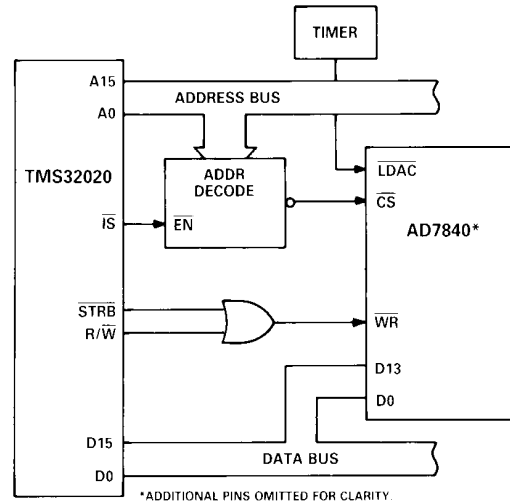 TIMER
A15
ADDRESS BUS
A0
TMS32020
ADDR
DECODE
LDAC
CS
IS
EN
AD7840*
STRB
R/W
WR
D13
D0
D15
DATA BUS
D0
*ADDITIONAL PINS OMITTED FOR CLARITY.